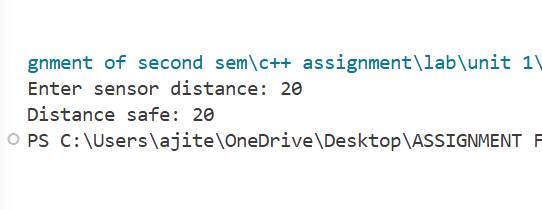 gnment of second sem\c++ assignment\lab\unit 1\
Enter sensor distance: 20
Distance safe: 20
PS C:\Users\ajite\OneDrive\Desktop\ASSIGNMENT F